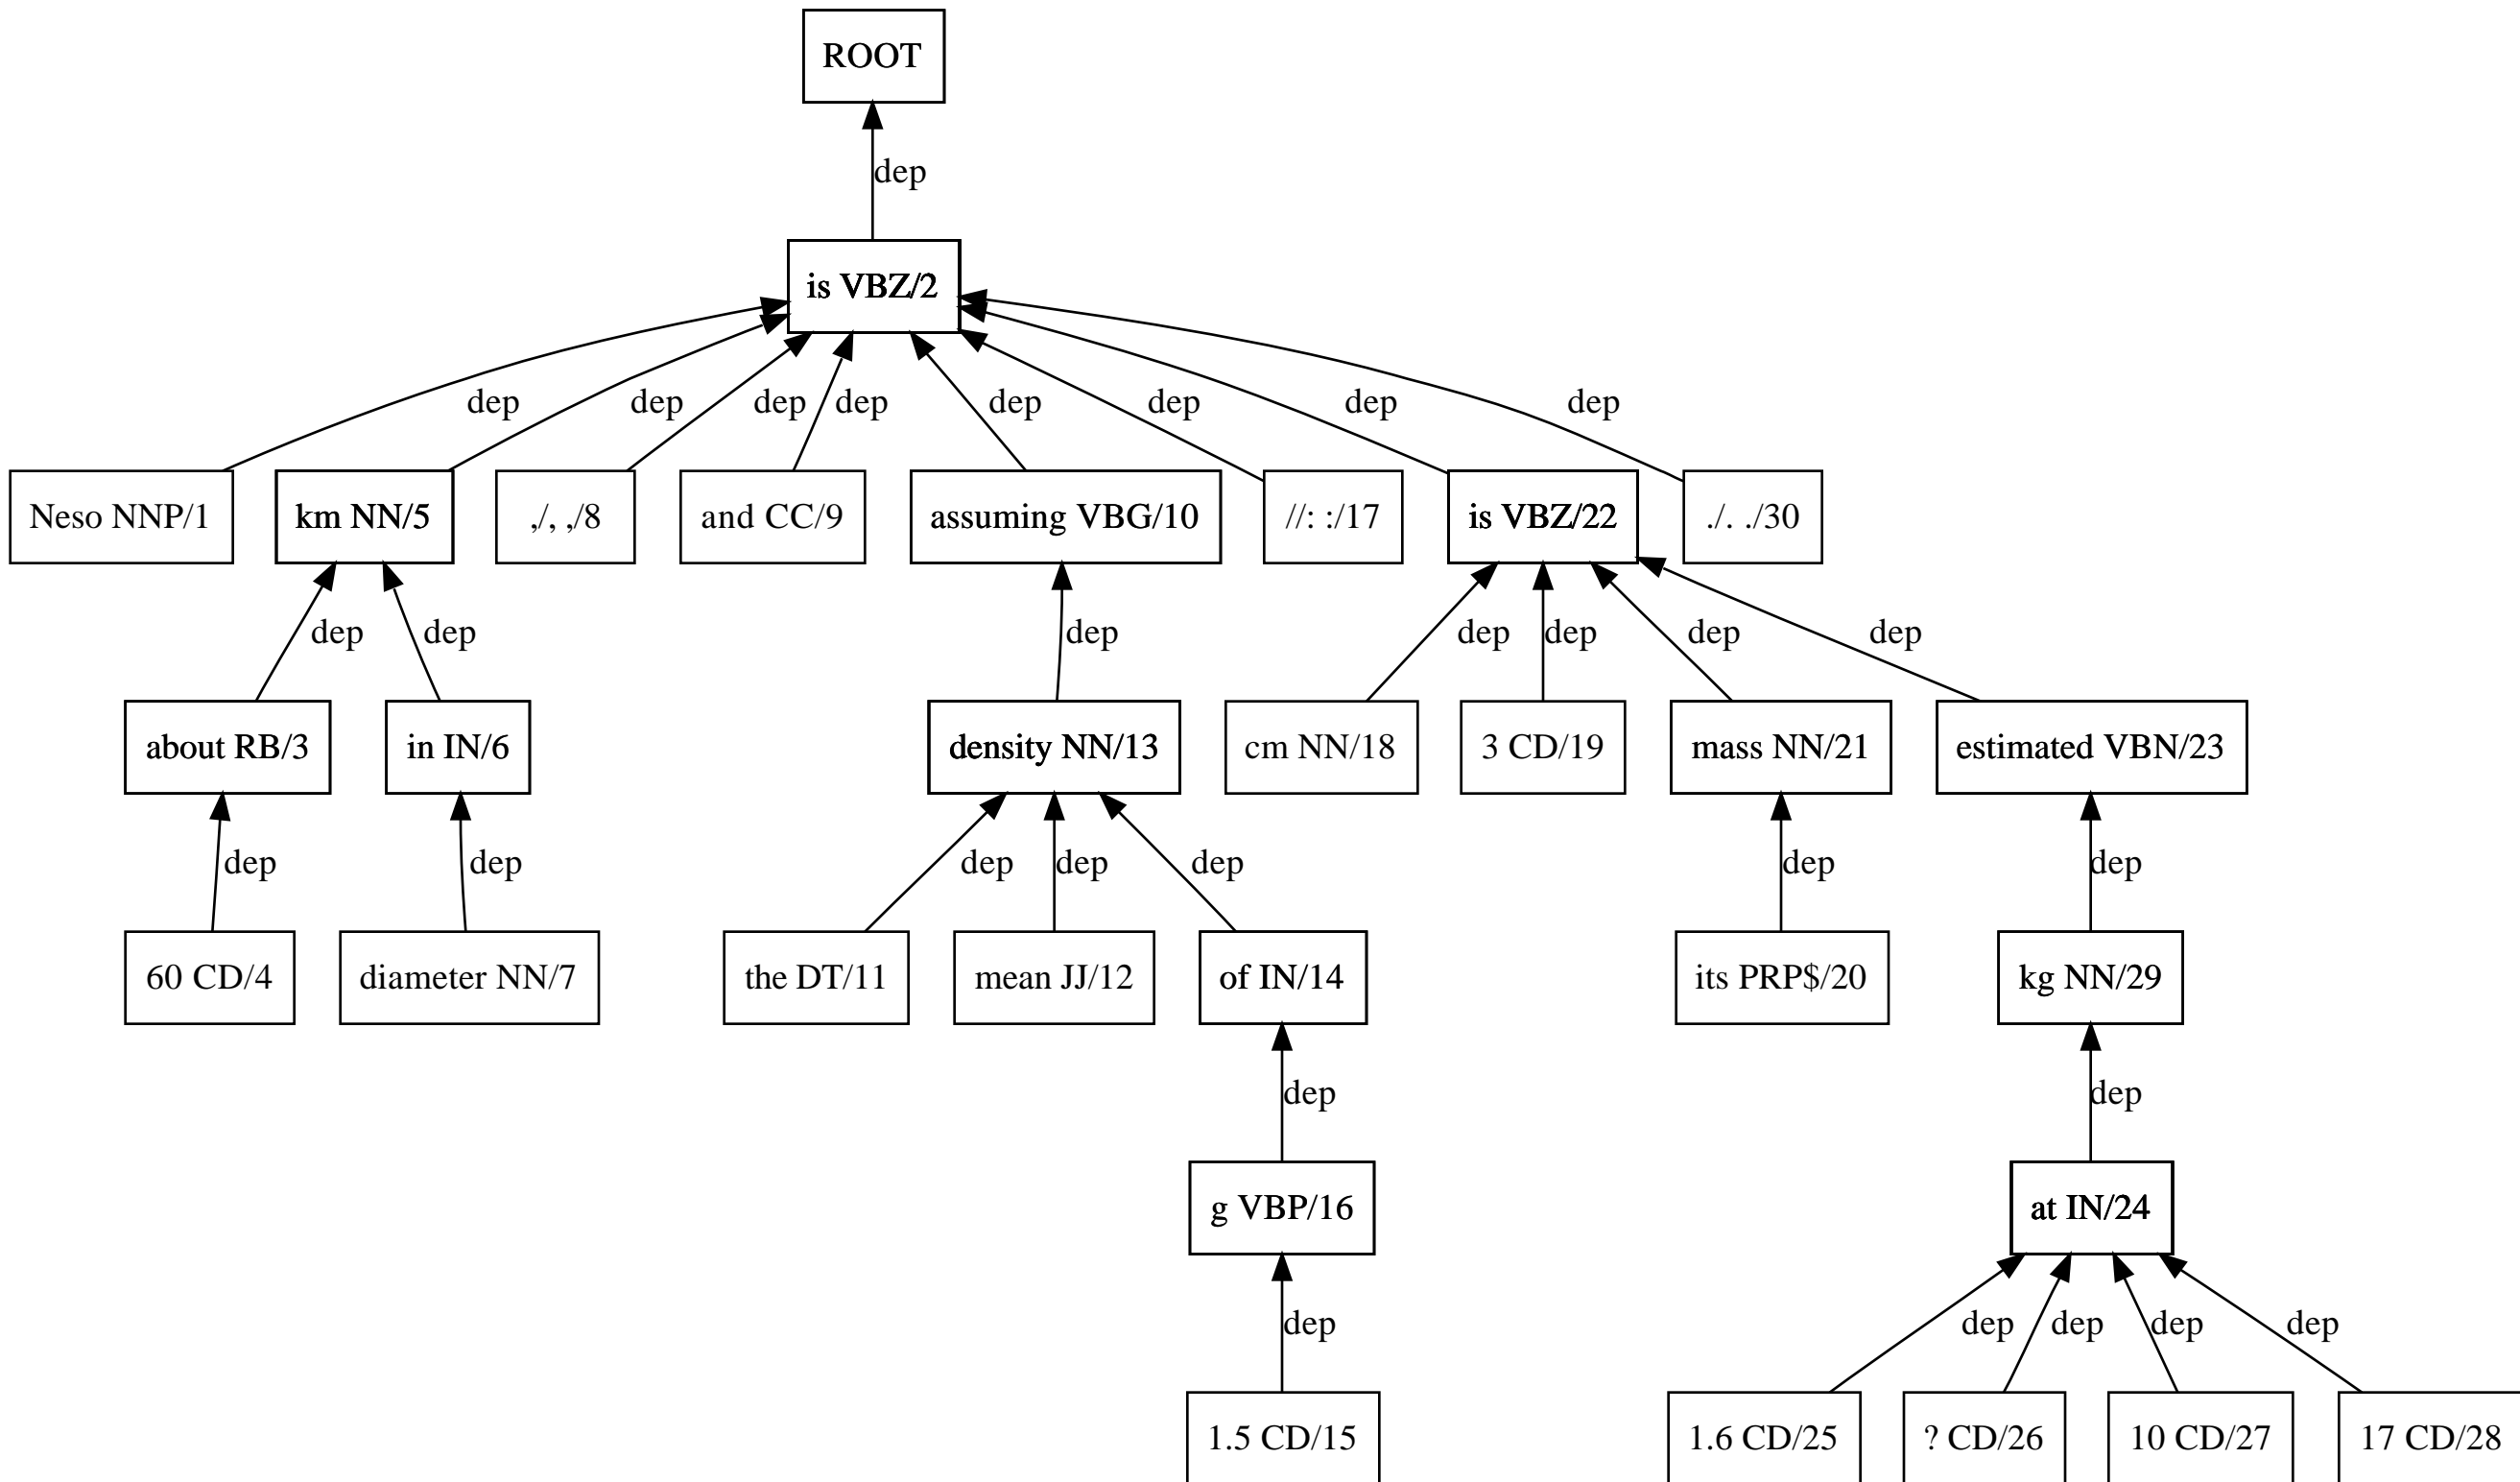 ROOT
dep
is VBZ/2
dep dep dep dep dep dep dep dep
Neso NNP/1 km NN/5 ,/, ,/8 and CC/9 assuming VBG/10 //: :/17 is VBZ/22 ./. ./30
dep dep dep dep dep dep dep
about RB/3 in IN/6 density NN/13 cm NN/18 3 CD/19 mass NN/21 estimated VBN/23
dep dep dep dep dep dep dep
60 CD/4 diameter NN/7 the DT/11 mean JJ/12 of IN/14 its PRP$/20 kg NN/29
dep dep
g VBP/16 at IN/24
dep dep dep dep dep
1.5 CD/15 1.6 CD/25 ? CD/26 10 CD/27 17 CD/28